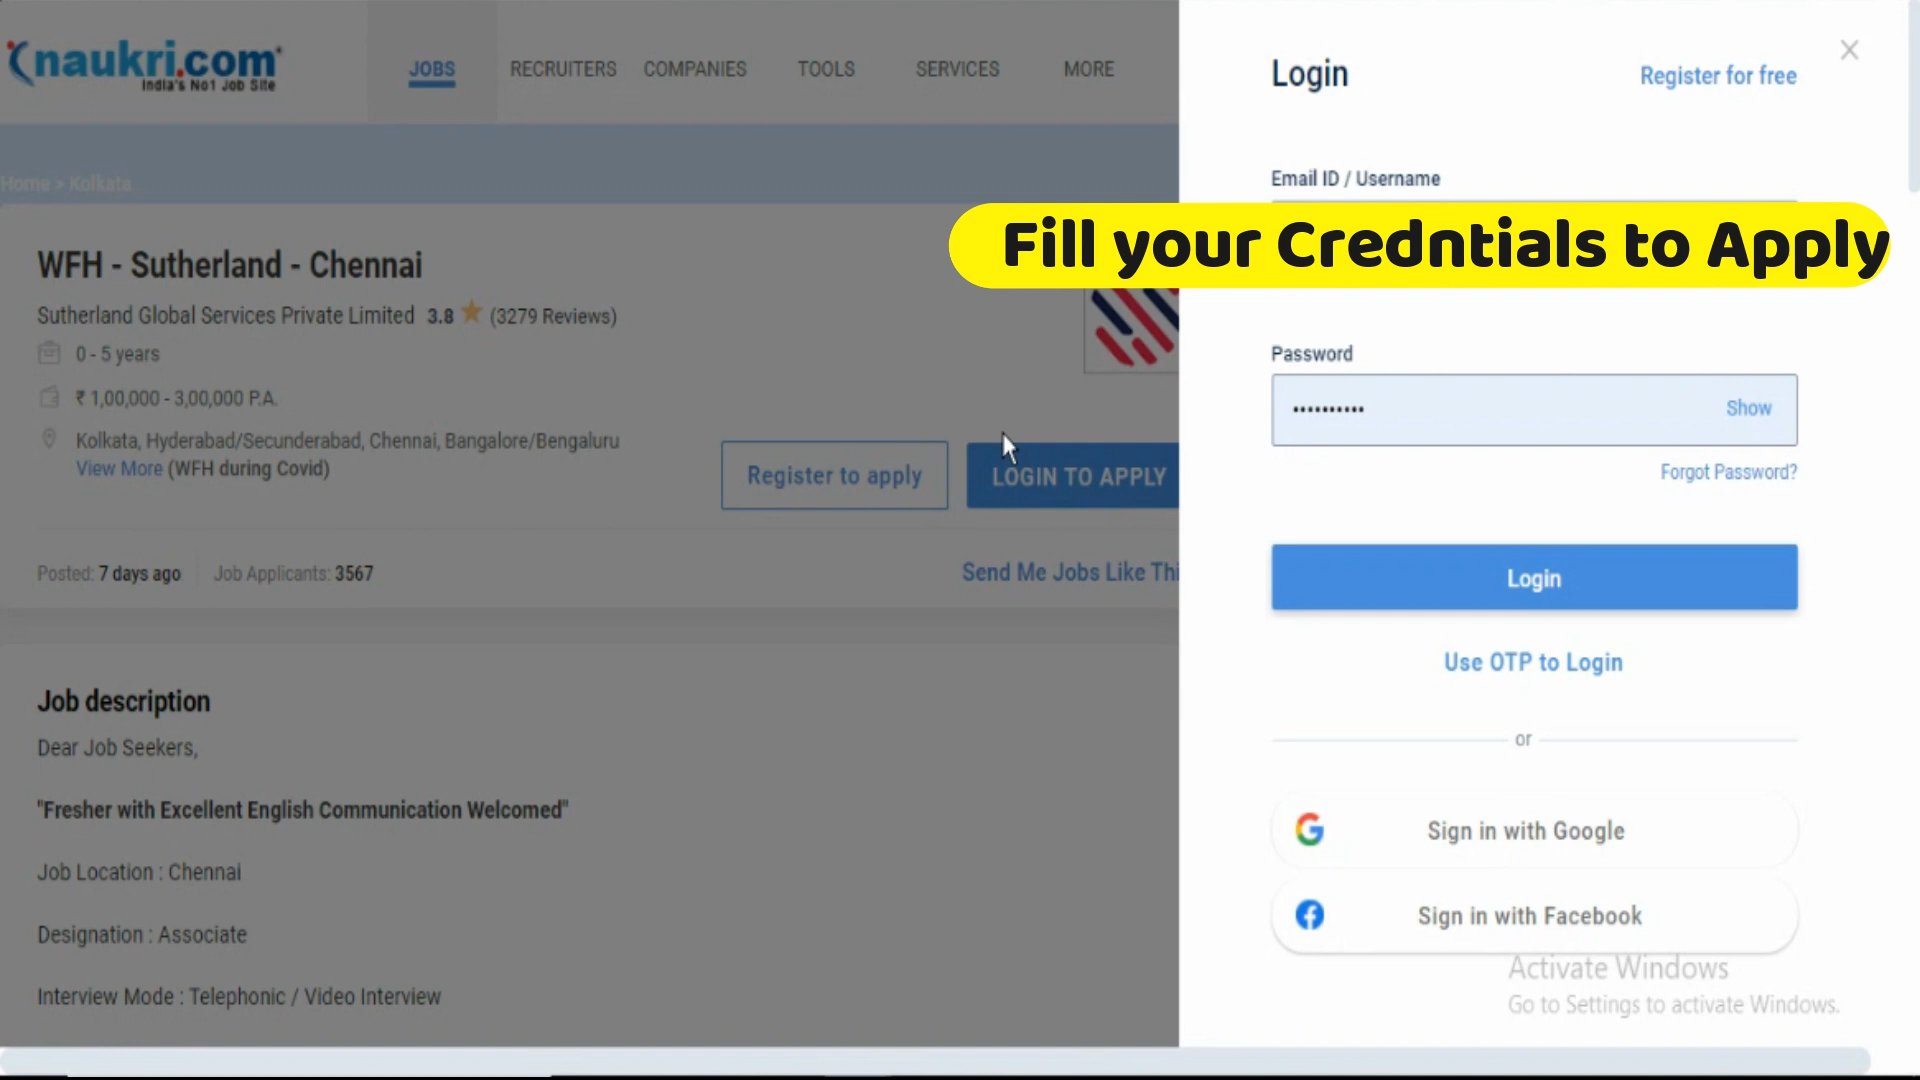 naukri.com
India's No1 Job Site
JOBS
RECRUITERS
COMPANIES
TOOLS
SERVICES
MORE
Home > Kolkata
WFH - Sutherland - Chennai
Sutherland Global Services Private Limited 3.8 (3279 Reviews)
0 - 5 years
₹ 1,00,000 - 3,00,000 P.A.
Kolkata, Hyderabad/Secunderabad, Chennai, Bangalore/Bengaluru
View More (WFH during Covid)
Register to apply
LOGIN TO APPLY
Posted: 7 days ago
Job Applicants: 3567
Send Me Jobs Like Thi
Job description
Dear Job Seekers,
"Fresher with Excellent English Communication Welcomed"
Job Location : Chennai
Designation : Associate
Interview Mode : Telephonic / Video Interview
Login
Register for free
Email ID / Username
Fill your Credntials to Apply
Password
••••••••••
Show
Forgot Password?
Login
Use OTP to Login
or
Sign in with Google
Sign in with Facebook
Activate Windows
Go to Settings to activate Windows.